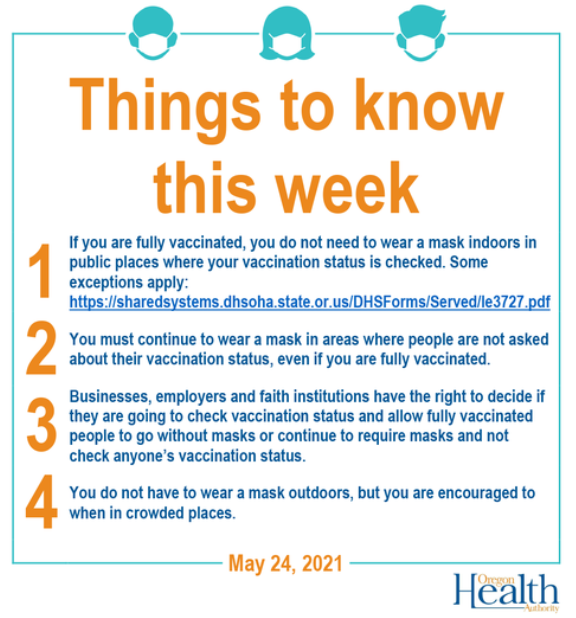 Things to know
this week
1
If you are fully vaccinated, you do not need to wear a mask indoors in
public places where your vaccination status is checked. Some
exceptions apply:
https://sharedsystems.dhsoha.state.or.us/DHSForms/Served/le3727.pdf
2
You must continue to wear a mask in areas where people are not asked
about their vaccination status, even if you are fully vaccinated.
3
Businesses, employers and faith institutions have the right to decide if
they are going to check vaccination status and allow fully vaccinated
people to go without masks or continue to require masks and not
check anyone's vaccination status.
4
You do not have to wear a mask outdoors, but you are encouraged to
when in crowded places.
May 24, 2021
Oregon
Health
Authority